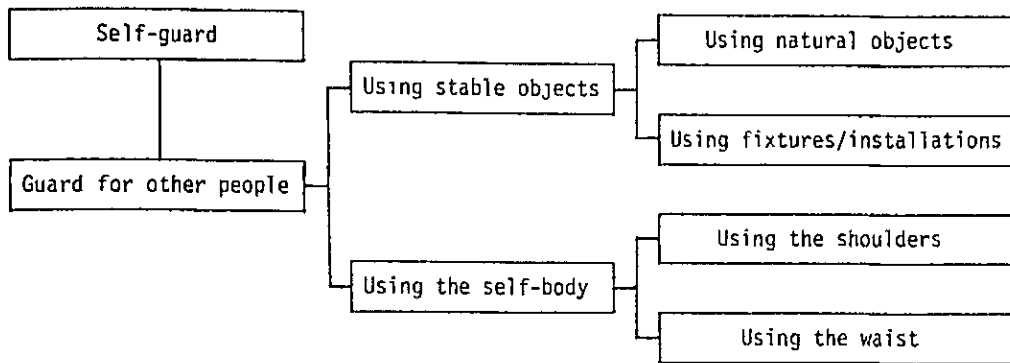 Self-guard
Using natural objects
Using stable objects
Using fixtures/installations
Guard for other people
Using the shoulders
Using the self-body
Using the waist